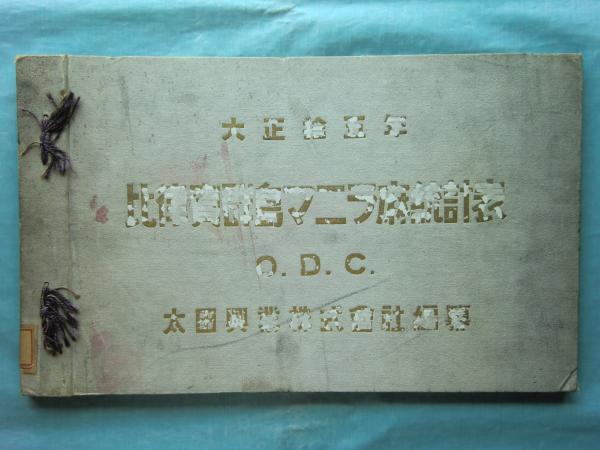 大正拾五年
比律賓群島マニラ麻統計表
O.D.C.
太田興業株式會社編纂